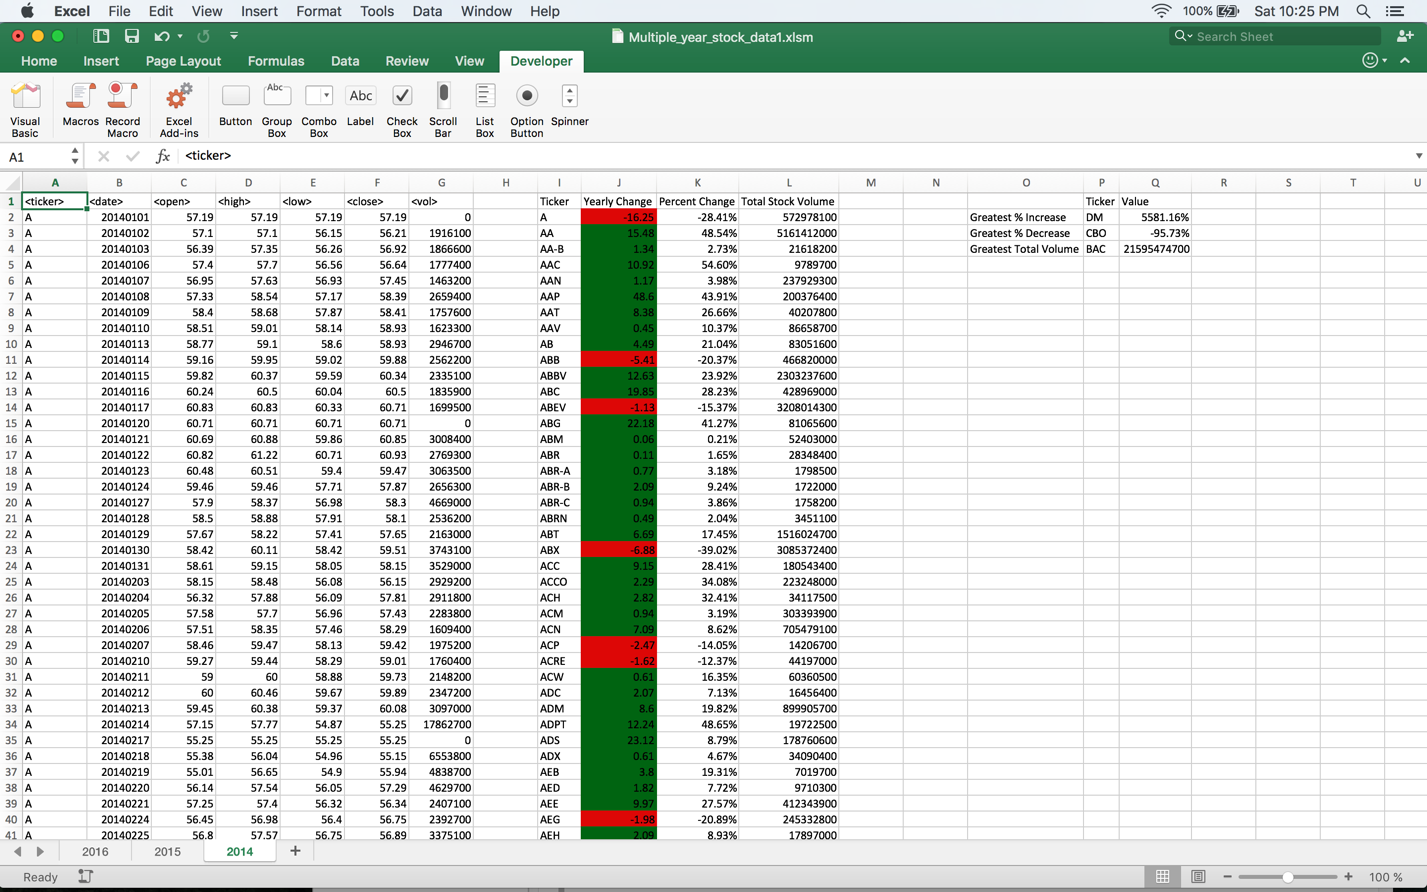 Excel File Edit View Insert Format Tools Data Window Help 100% Sat 10:25 PM
Multiple_year_stock_data1.xlsm Search Sheet
Home Insert Page Layout Formulas Data Review View Developer
Abc Abc
Visual Basic Macros Record Macro Excel Add-ins Button Group Box Combo Box Label Check Box Scroll Bar List Box Option Button Spinner
A1 fx <ticker>
A B C D E F G H I J K L M N O P Q R S T U
1 <ticker> <date> <open> <high> <low> <close> <vol> Ticker Yearly Change Percent Change Total Stock Volume Ticker Value
2 A 20140101 57.19 57.19 57.19 57.19 0 A -16.25 -28.41% 572978100 Greatest % Increase DM 5581.16%
3 A 20140102 57.1 57.1 56.15 56.21 1916100 AA 15.48 48.54% 5161412000 Greatest % Decrease CBO -95.73%
4 A 20140103 56.39 57.35 56.26 56.92 1866600 AA-B 1.34 2.73% 21618200 Greatest Total Volume BAC 21595474700
5 A 20140106 57.4 57.7 56.56 56.64 1777400 AAC 10.92 54.60% 9789700
6 A 20140107 56.95 57.63 56.93 57.45 1463200 AAN 1.17 3.98% 237929300
7 A 20140108 57.33 58.54 57.17 58.39 2659400 AAP 48.6 43.91% 200376400
8 A 20140109 58.4 58.68 57.87 58.41 1757600 AAT 8.38 26.66% 40207800
9 A 20140110 58.51 59.01 58.14 58.93 1623300 AAV 0.45 10.37% 86658700
10 A 20140113 58.77 59.1 58.6 58.93 2946700 AB 4.49 21.04% 83051600
11 A 20140114 59.16 59.95 59.02 59.88 2562200 ABB -5.41 -20.37% 466820000
12 A 20140115 59.82 60.37 59.59 60.34 2335100 ABBV 12.63 23.92% 2303237600
13 A 20140116 60.24 60.5 60.04 60.5 1835900 ABC 19.85 28.23% 428969000
14 A 20140117 60.83 60.83 60.33 60.71 1699500 ABEV -1.13 -15.37% 3208014300
15 A 20140120 60.71 60.71 60.71 60.71 0 ABG 22.18 41.27% 81065600
16 A 20140121 60.69 60.88 59.86 60.85 3008400 ABM 0.06 0.21% 52403000
17 A 20140122 60.82 61.22 60.71 60.93 2769300 ABR 0.11 1.65% 28348400
18 A 20140123 60.48 60.51 59.4 59.47 3063500 ABR-A 0.77 3.18% 1798500
19 A 20140124 59.46 59.46 57.71 57.87 2656300 ABR-B 2.09 9.24% 1722000
20 A 20140127 57.9 58.37 56.98 58.3 4669000 ABR-C 0.94 3.86% 1758200
21 A 20140128 58.5 58.88 57.91 58.1 2536200 ABRN 0.49 2.04% 3451100
22 A 20140129 57.67 58.22 57.41 57.65 2163000 ABT 6.69 17.45% 1516024700
23 A 20140130 58.42 60.11 58.42 59.51 3743100 ABX -6.88 -39.02% 3085372400
24 A 20140131 58.61 59.15 58.05 58.15 3529000 ACC 9.15 28.41% 180543400
25 A 20140203 58.15 58.48 56.08 56.15 2929200 ACCO 2.29 34.08% 223248000
26 A 20140204 56.32 57.88 56.09 57.81 2911800 ACH 2.82 32.41% 34117500
27 A 20140205 57.58 57.7 56.96 57.43 2283800 ACM 0.94 3.19% 303393900
28 A 20140206 57.51 58.35 57.46 58.29 1609400 ACN 7.09 8.62% 705479100
29 A 20140207 58.46 59.47 58.13 59.42 1975200 ACP -2.47 -14.05% 14206700
30 A 20140210 59.27 59.44 58.29 59.01 1760400 ACRE -1.62 -12.37% 44197000
31 A 20140211 59 60 58.88 59.73 2148200 ACW 0.61 16.35% 60360500
32 A 20140212 60 60.46 59.67 59.89 2347200 ADC 2.07 7.13% 16456400
33 A 20140213 59.45 60.38 59.37 60.08 3097000 ADM 8.6 19.82% 899905700
34 A 20140214 57.15 57.77 54.87 55.25 17862700 ADPT 12.24 48.65% 19722500
35 A 20140217 55.25 55.25 55.25 55.25 0 ADS 23.12 8.79% 178760600
36 A 20140218 55.38 56.04 54.96 55.15 6553800 ADX 0.61 4.67% 34090400
37 A 20140219 55.01 56.65 54.9 55.94 4838700 AEB 3.8 19.31% 7019700
38 A 20140220 56.14 57.54 56.05 57.29 4629700 AED 1.82 7.72% 9710300
39 A 20140221 57.25 57.4 56.32 56.34 2407100 AEE 9.97 27.57% 412343900
40 A 20140224 56.45 56.98 56.4 56.75 2392700 AEG -1.98 -20.89% 245332800
41 A 20140225 56.8 57.57 56.75 56.89 3375100 AEH 2.09 8.93% 17897000
2016 2015 2014 +
Ready 100 %